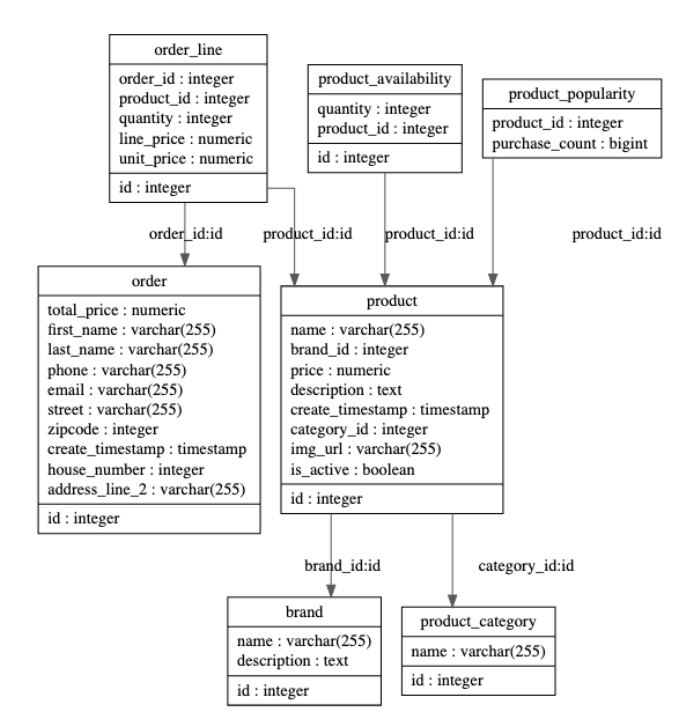 order_line
order_id : integer
product_id : integer
quantity : integer
line_price : numeric
unit_price : numeric
id : integer
product_availability
quantity : integer
product_id : integer
id : integer
product_popularity
product_id : integer
purchase_count : bigint
order_id:id
product_id:id
product_id:id
product_id:id
order
total_price : numeric
first_name : varchar(255)
last_name : varchar(255)
phone : varchar(255)
email : varchar(255)
street : varchar(255)
zipcode : integer
create_timestamp : timestamp
house_number : integer
address_line_2 : varchar(255)
id : integer
product
name : varchar(255)
brand_id : integer
price : numeric
description : text
create_timestamp : timestamp
category_id : integer
img_url : varchar(255)
is_active : boolean
id : integer
brand_id:id
category_id:id
brand
name : varchar(255)
description : text
id : integer
product_category
name : varchar(255)
id : integer